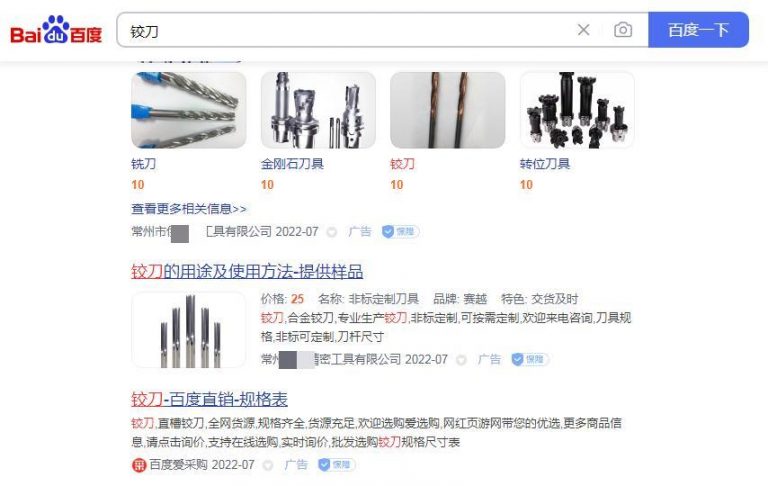 Bai du 百度
铰刀
百度一下
铣刀
金刚石刀具
铰刀
转位刀具
10
10
10
10
查看更多相关信息>>
常州市 工具有限公司 2022-07 广告 保障
铰刀的用途及使用方法-提供样品
价格: 25 名称: 非标定制刀具 品牌: 赛越 特色: 交货及时
铰刀,合金铰刀,专业生产铰刀,非标定制,可按需定制,欢迎来电咨询,刀具规
格,非标可定制,刀杆尺寸
常州 精密工具有限公司 2022-07 广告 保障
铰刀-百度直销-规格表
铰刀,直槽铰刀,全网货源,规格齐全,货源充足,欢迎选购爱选购,网红页游网带您的优选,更多商品信
息,请点击询价,支持在线选购,实时询价,批发选购铰刀规格尺寸表
百度爱采购 2022-07 广告 保障